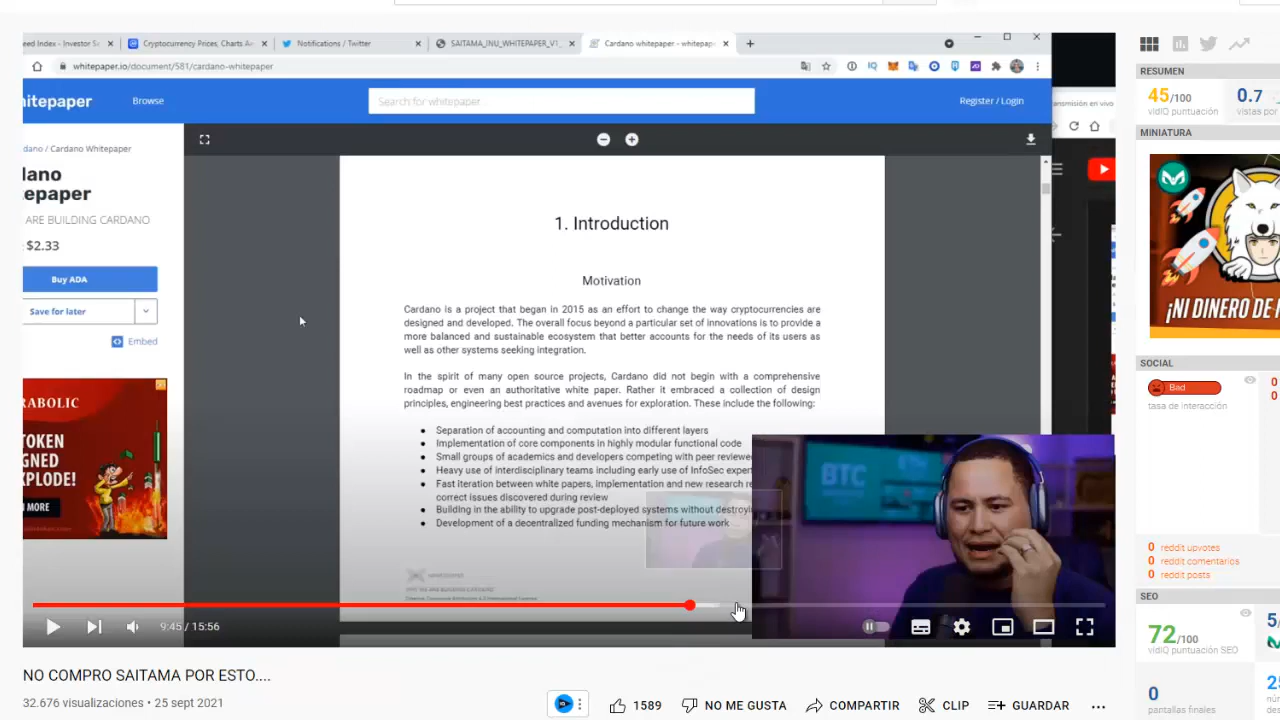 eed Index - Investor S
Cryptocurrency Prices, Charts A
Notifications / Twitter
SAITAMA_INU_WHITEPAPER_V1_
Cardano whitepaper - whitepap
whitepaper.io/document/581/cardano-whitepaper
hitepaper
Browse
Search for whitepaper
Register / Login
dano / Cardano Whitepaper
ano
epaper
ARE BUILDING CARDANO
$2.33
Buy ADA
Save for later
Embed
RABOLIC
TOKEN
GNED
XPLODE!
MORE
1. Introduction
Motivation
Cardano is a project that began in 2015 as an effort to change the way cryptocurrencies are
designed and developed. The overall focus beyond a particular set of innovations is to provide a
more balanced and sustainable ecosystem that better accounts for the needs of its users as
well as other systems seeking integration.
In the spirit of many open source projects, Cardano did not begin with a comprehensive
roadmap or even an authoritative white paper. Rather it embraced a collection of design
principles, engineering best practices and avenues for exploration. These include the following:
• Separation of accounting and computation into different layers
• Implementation of core components in highly modular functional code
• Small groups of academics and developers competing with peer reviewe
• Heavy use of interdisciplinary teams including early use of InfoSec exper
• Fast iteration between white papers, implementation and new research re
correct issues discovered during review
• Building in the ability to upgrade post-deployed systems without destroyi
• Development of a decentralized funding mechanism for future work
BTC
ansmisión en vivo
9:45 / 15:56
NO COMPRO SAITAMA POR ESTO....
32.676 visualizaciones • 25 sept 2021
1589
NO ME GUSTA
COMPARTIR
CLIP
GUARDAR
RESUMEN
45/100
vidIQ puntuación
0.7
vistas por
MINIATURA
¡NI DINERO DE
SOCIAL
Bad
tasa de interacción
0
0
0 reddit upvotes
0 reddit comentarios
0 reddit posts
SEO
72/100
vidIQ puntuación SEO
5/
0
pantallas finales
25